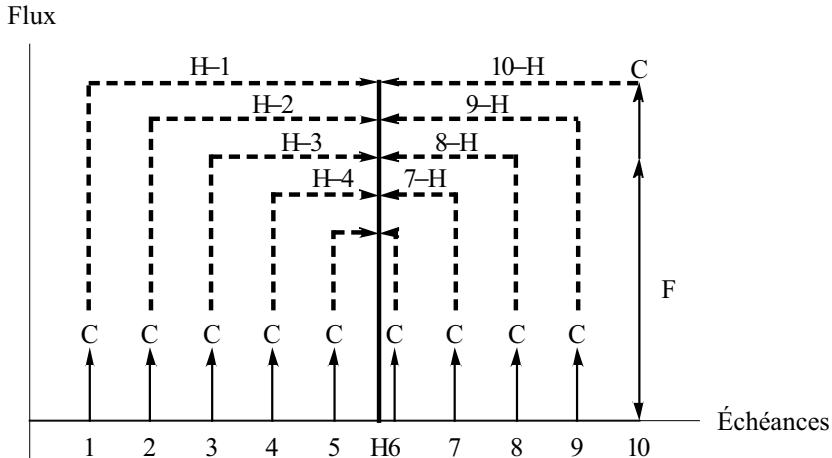 Flux
H–1 10–H C
H–2 9–H
H–3 8–H
H–4 7–H
F
C C C C C C C C C
Échéances
1 2 3 4 5 H6 7 8 9 10